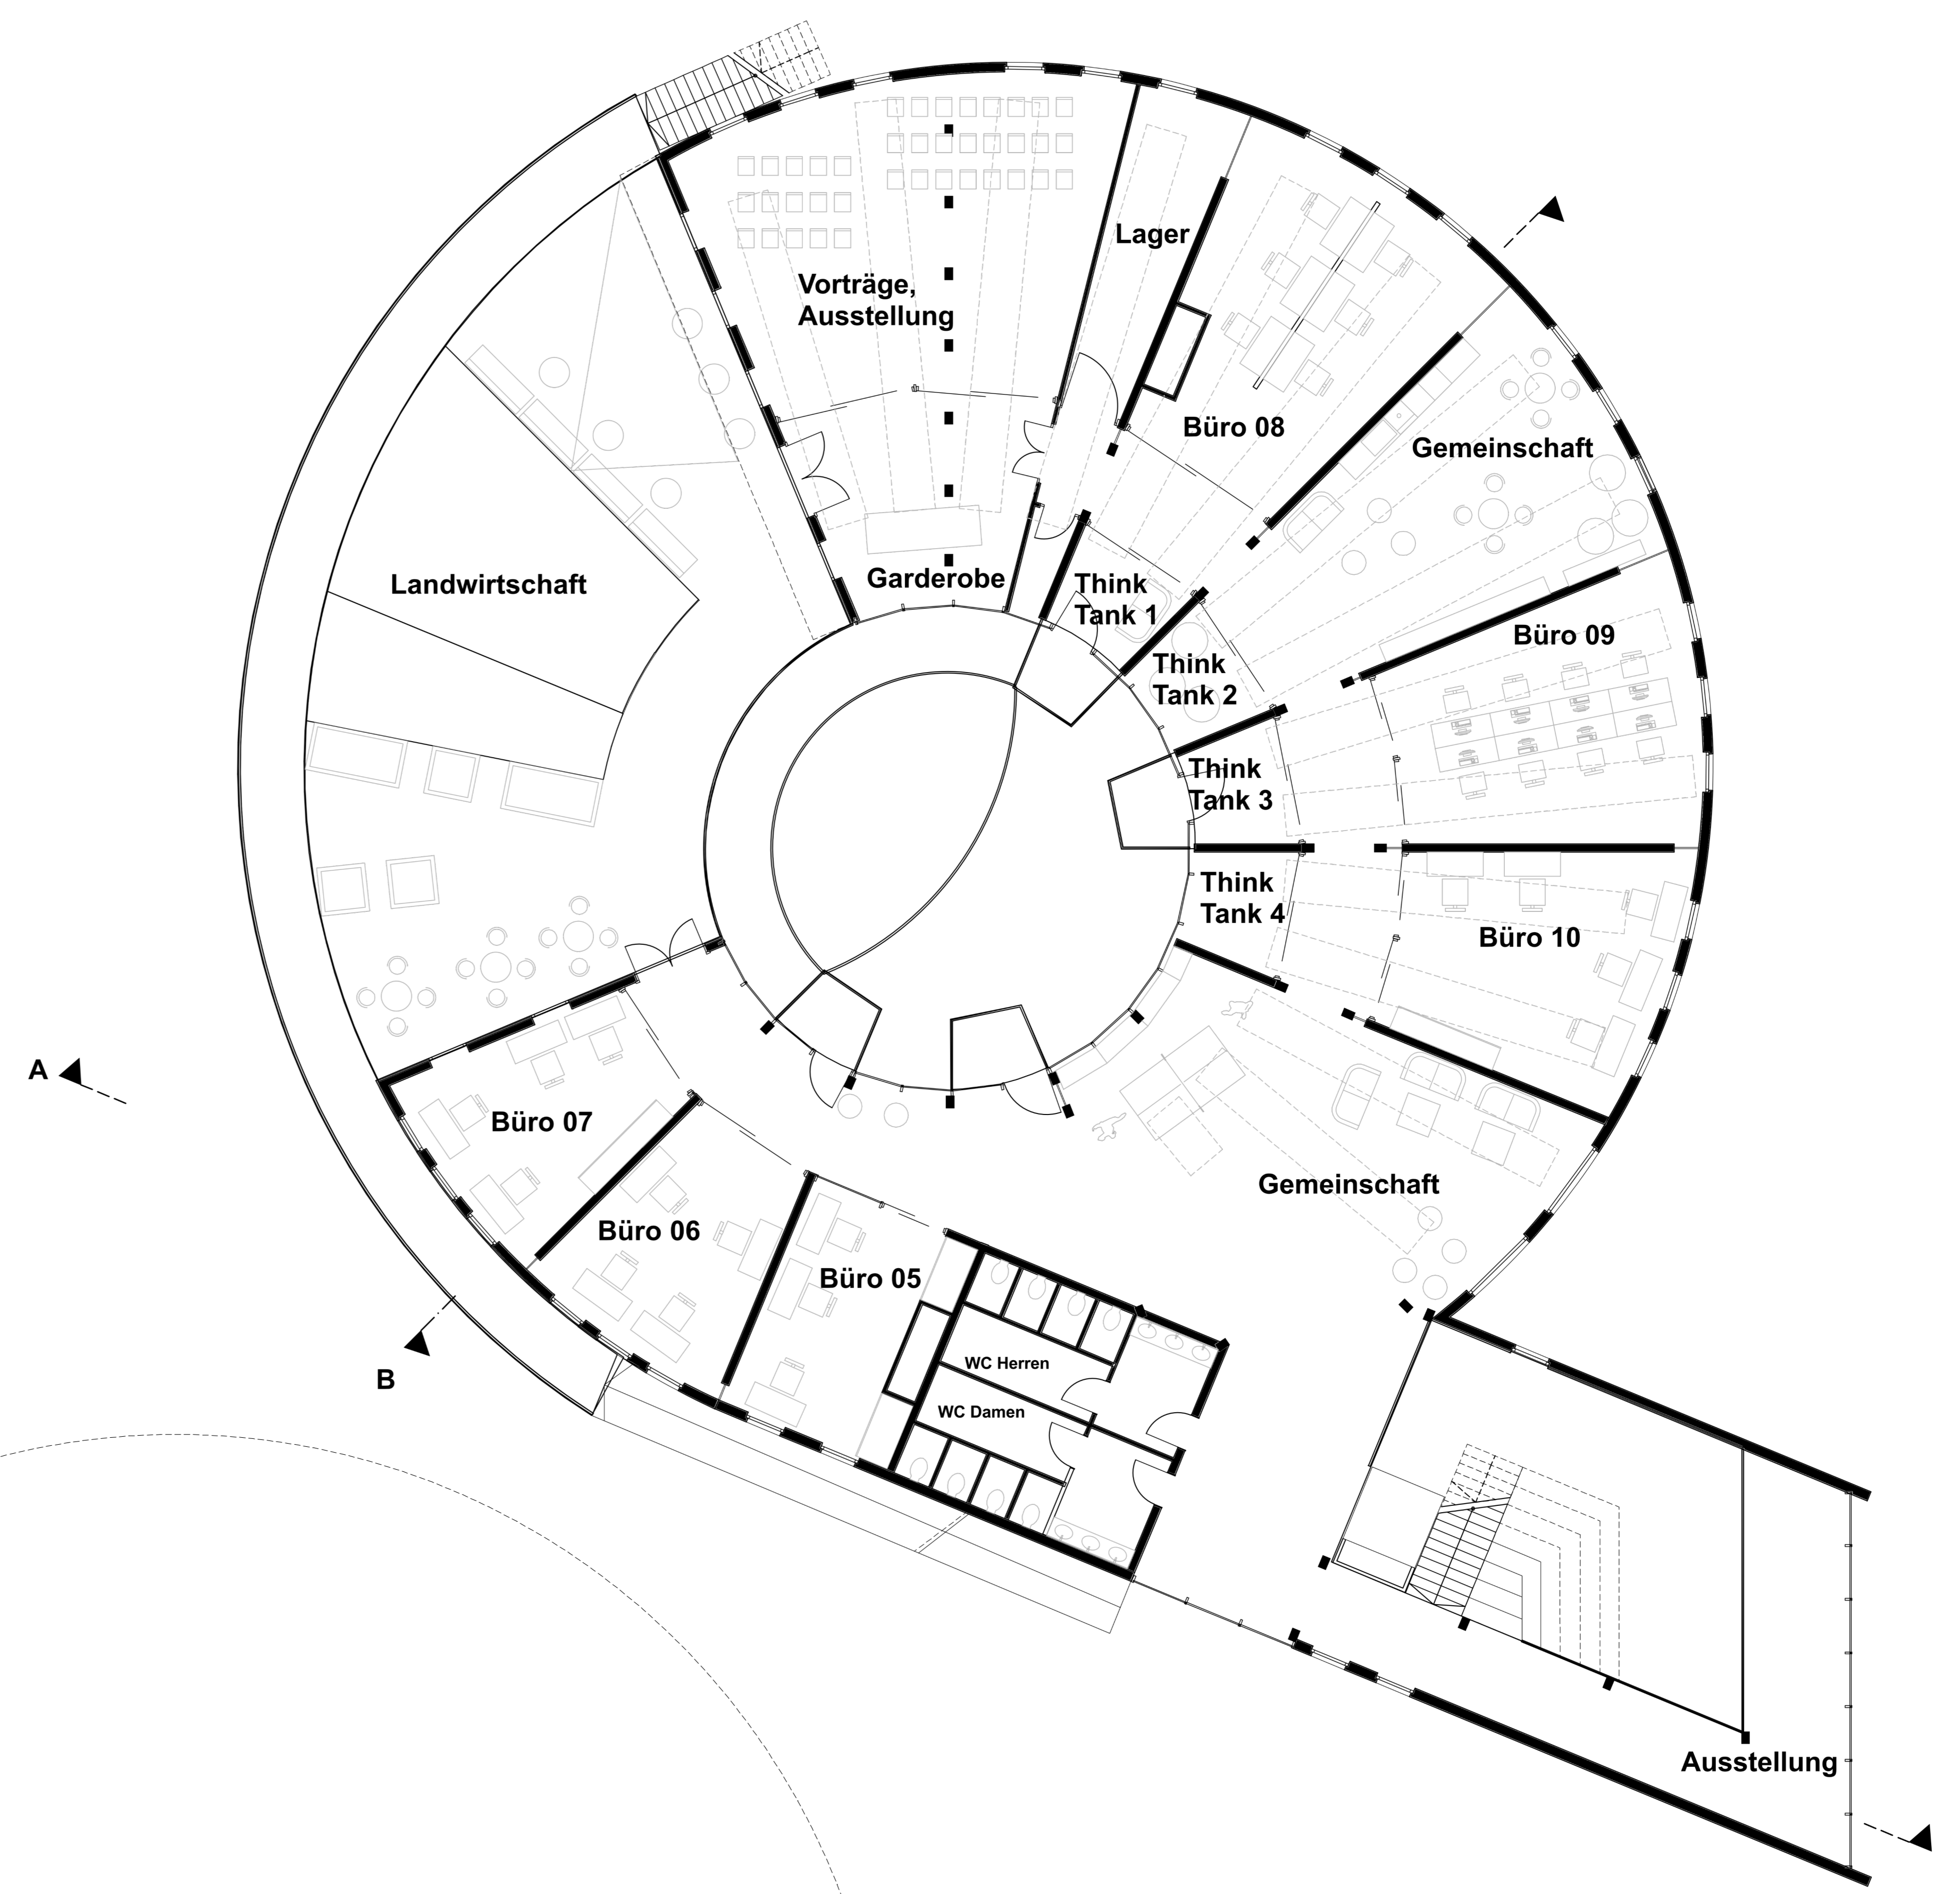 Lager
Vorträge,
Ausstellung
Büro 08
Gemeinschaft
Landwirtschaft
Garderobe
Think
Tank 1
Büro 09
Think
Tank 2
Think
Tank 3
Think
Tank 4
Büro 10
A
Büro 07
Gemeinschaft
Büro 06
Büro 05
WC Herren
B
WC Damen
Ausstellung